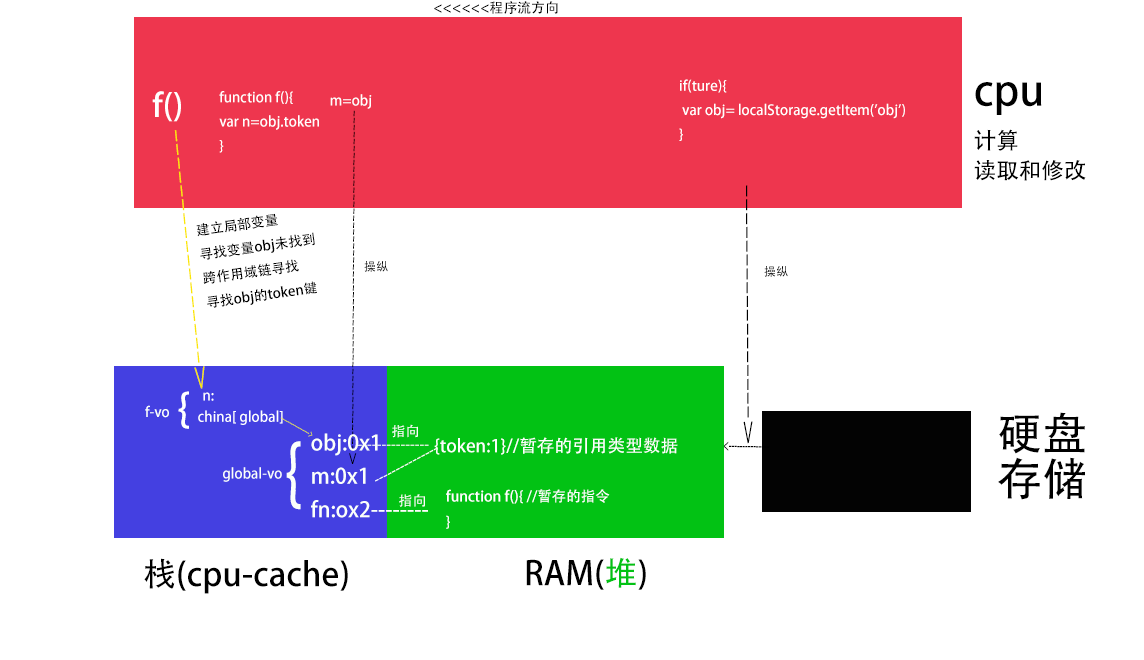 <<<<<<程序流方向
f()
function f(){
var n=obj.token
}
m=obj
if(ture){
var obj= localStorage.getItem('obj')
}
cpu
计算
读取和修改
建立局部变量
寻找变量obj未找到
跨作用域链寻找
寻找obj的token键
操纵
操纵
f-vo
{
n:
china[ global]
global-vo
{
obj:0x1
m:0x1
fn:ox2
指向
{token:1}//暂存的引用类型数据
指向
function f(){ //暂存的指令
}
硬盘
存储
栈(cpu-cache)
RAM(堆)